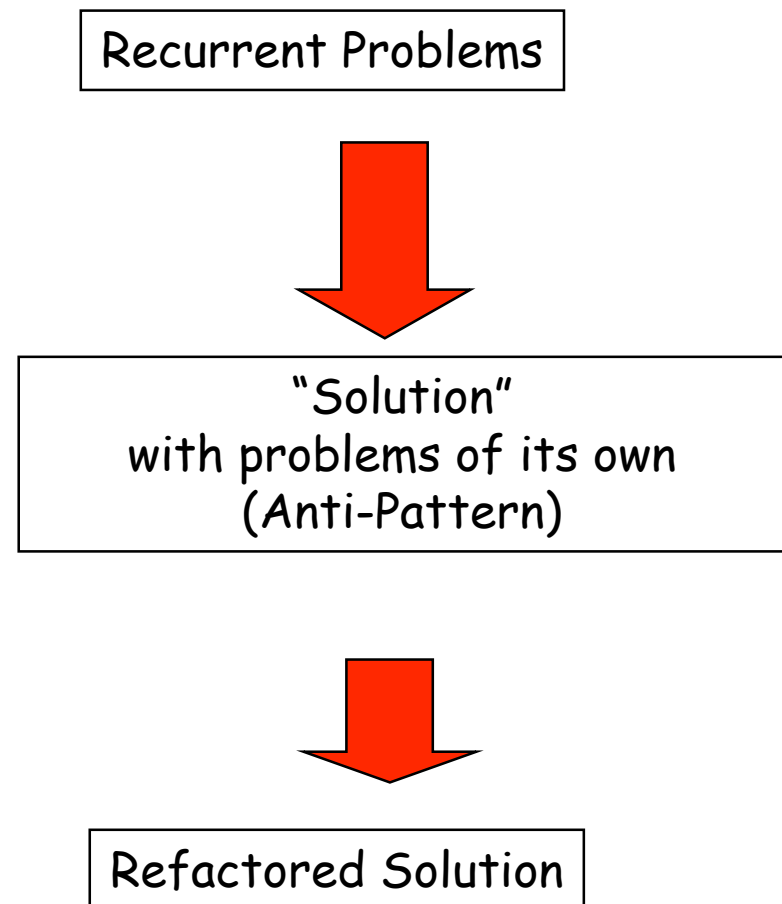 Recurrent Problems
“Solution”
with problems of its own
(Anti-Pattern)
Refactored Solution